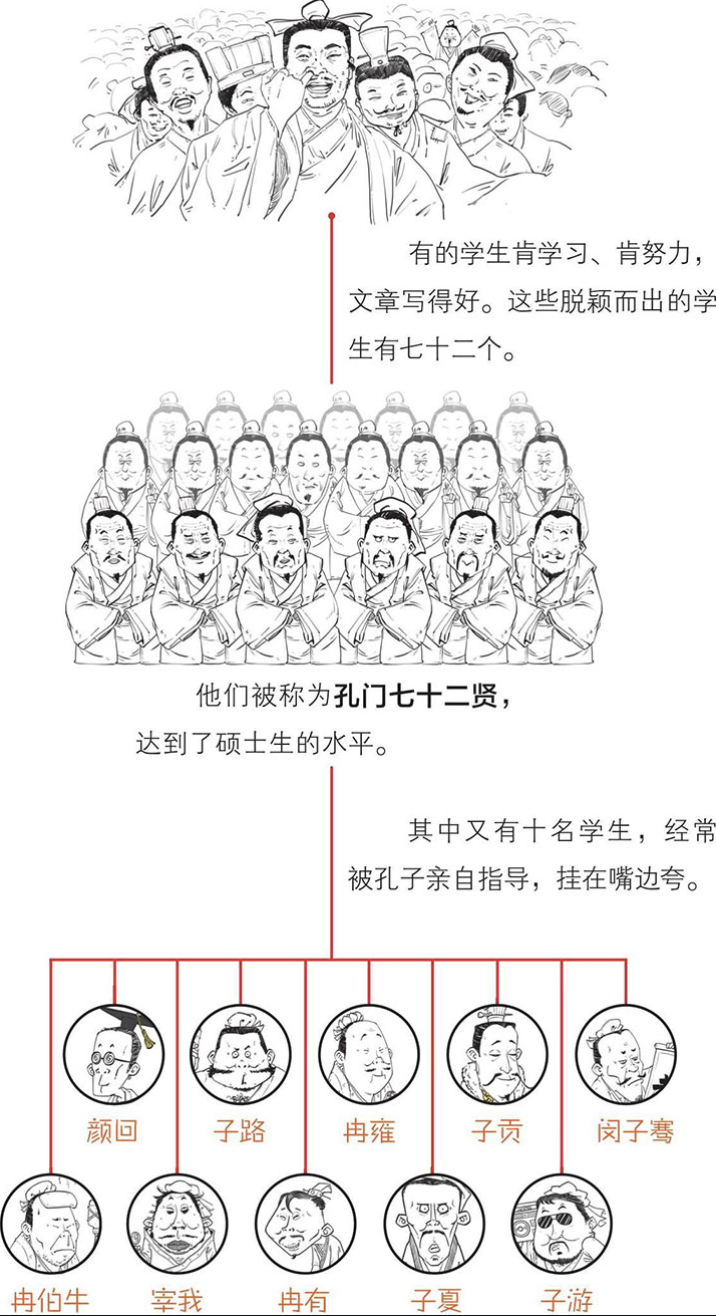 有的学生肯学习、肯努力，
文章写得好。这些脱颖而出的学
生有七十二个。
他们被称为孔门七十二贤，
达到了硕士生的水平。
其中又有十名学生，经常
被孔子亲自指导，挂在嘴边夸。
颜回 子路 冉雍 子贡 闵子骞
冉伯牛 宰我 冉有 子夏 子游